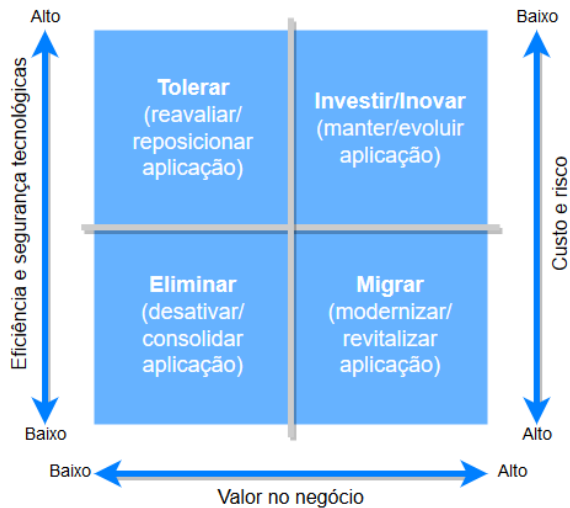 Alto
Baixo
Eficiência e segurança tecnológicas
Tolerar
(reavaliar/
reposicionar
aplicação)
Investir/Inovar
(manter/evoluir
aplicação)
Custo e risco
Eliminar
(desativar/
consolidar
aplicação)
Migrar
(modernizar/
revitalizar
aplicação)
Baixo
Alto
Baixo
Alto
Valor no negócio